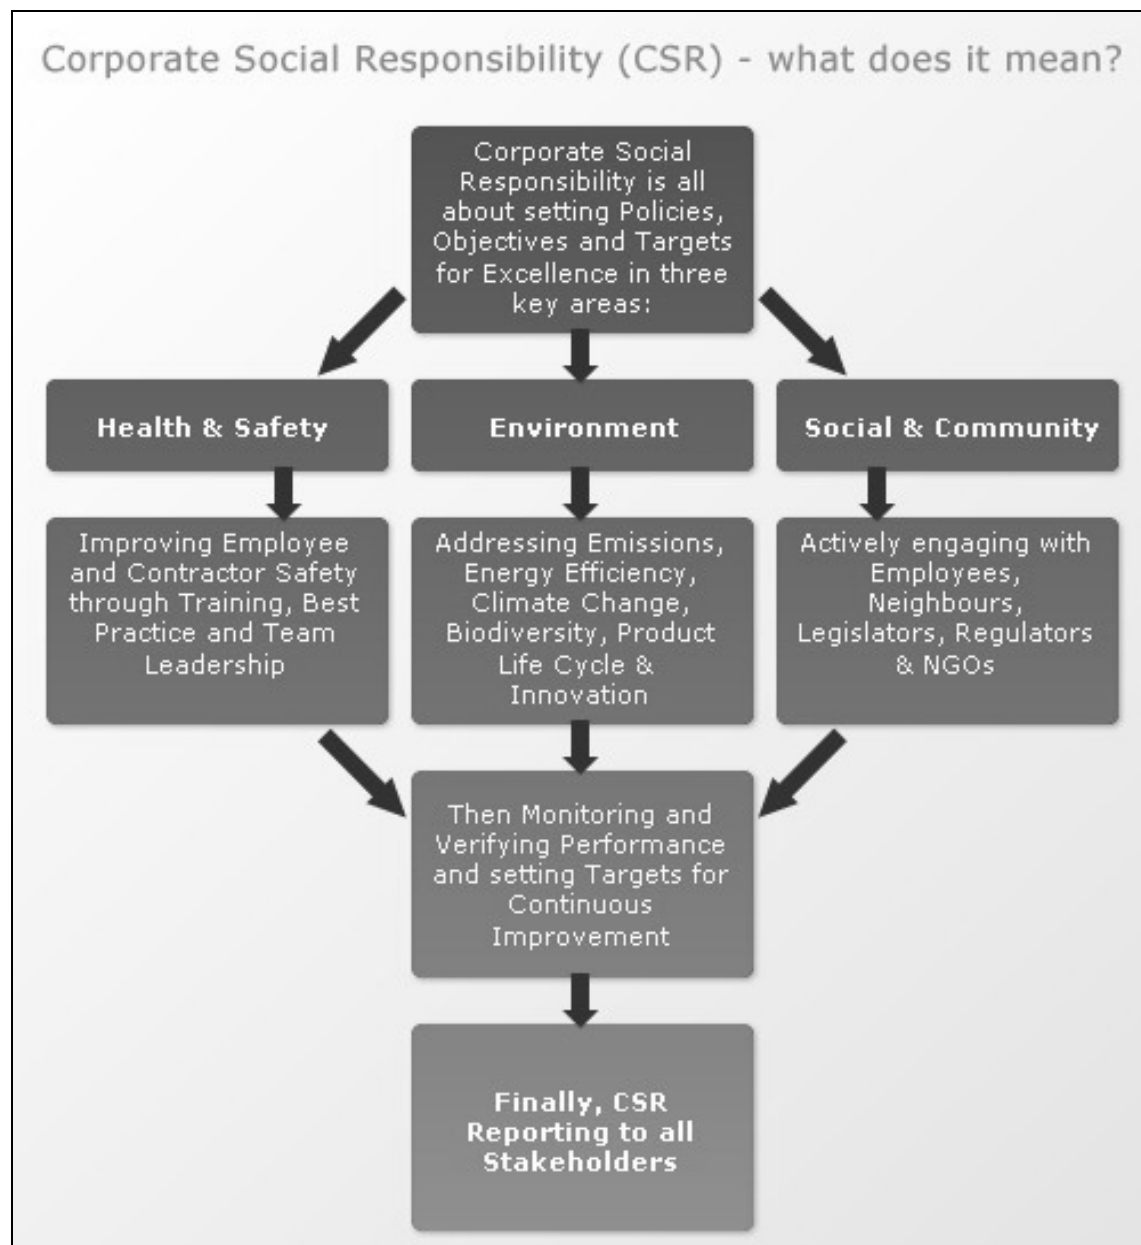 Corporate Social Responsibility (CSR) - what does it mean?
Corporate Social
Responsibility is all
about setting Policies,
Objectives and Targets
for Excellence in three
key areas:
Health & Safety
Environment
Social & Community
Improving Employee
and Contractor Safety
through Training, Best
Practice and Team
Leadership
Addressing Emissions,
Energy Efficiency,
Climate Change,
Biodiversity, Product
Life Cycle &
Innovation
Actively engaging with
Employees,
Neighbours,
Legislators, Regulators
& NGOs
Then Monitoring and
Verifying Performance
and setting Targets for
Continuous
Improvement
Finally, CSR
Reporting to all
Stakeholders